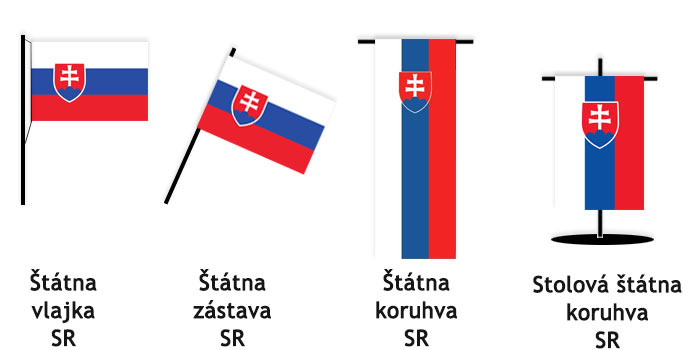 Štátna
vlajka
SR
Štátna
zástava
SR
Štátna
koruhva
SR
Stolová štátna
koruhva
SR